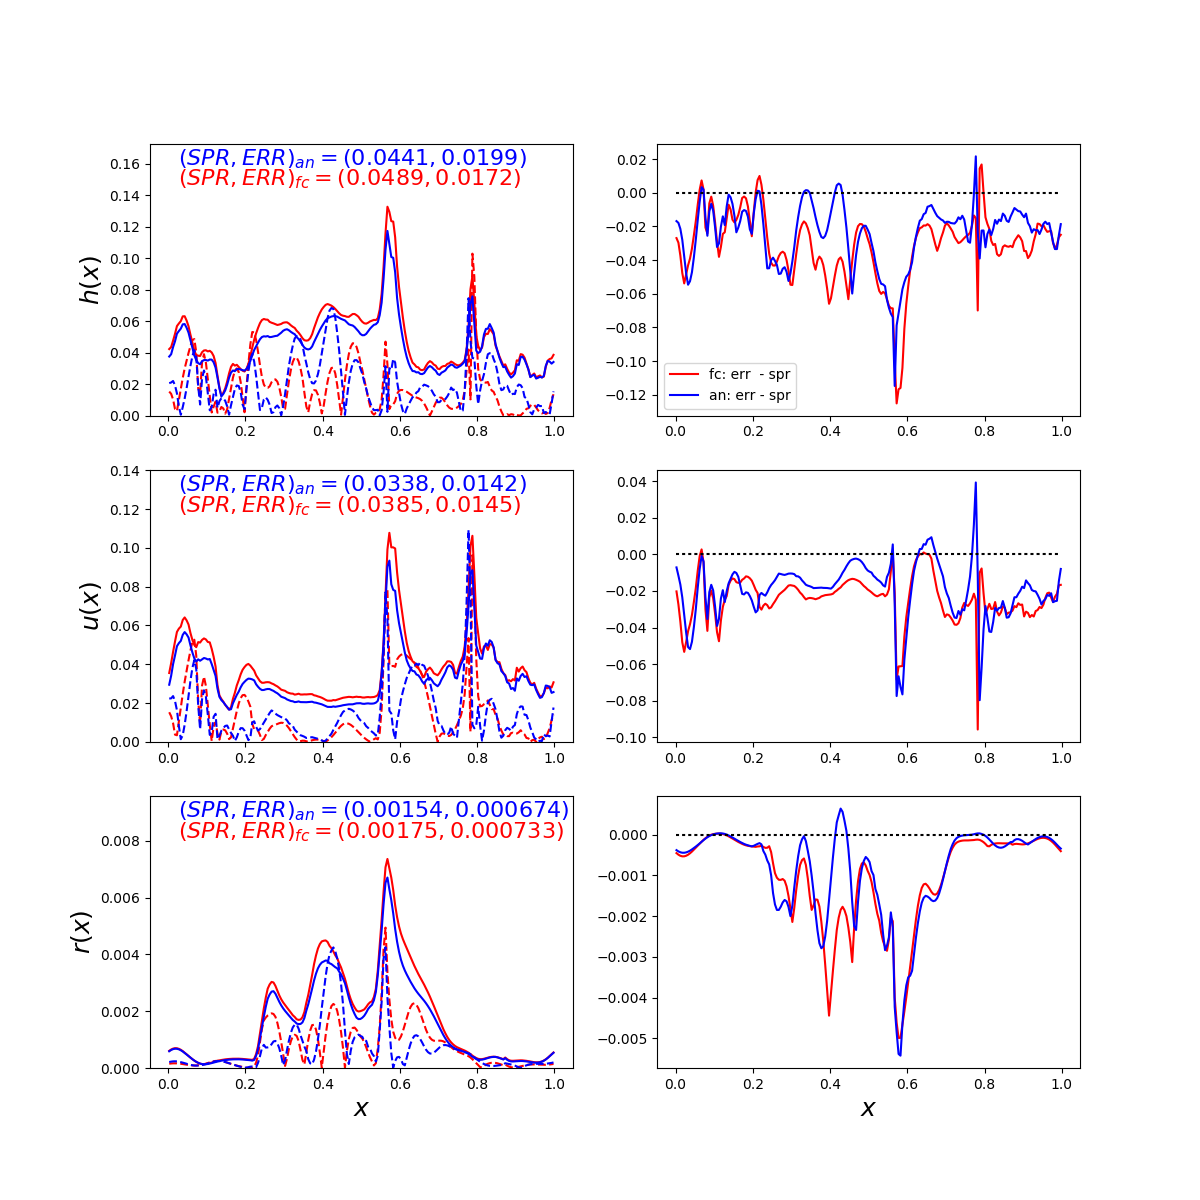 (SPR, ERR)an = (0.0441, 0.0199)
(SPR, ERR)fc = (0.0489, 0.0172)
h(x)
0.16
0.14
0.12
0.10
0.08
0.06
0.04
0.02
0.00
0.0 0.2 0.4 0.6 0.8 1.0
0.02
0.00
−0.02
−0.04
−0.06
−0.08
−0.10
−0.12
fc: err - spr
an: err - spr
0.0 0.2 0.4 0.6 0.8 1.0
(SPR, ERR)an = (0.0338, 0.0142)
(SPR, ERR)fc = (0.0385, 0.0145)
u(x)
0.14
0.12
0.10
0.08
0.06
0.04
0.02
0.00
0.0 0.2 0.4 0.6 0.8 1.0
0.04
0.02
0.00
−0.02
−0.04
−0.06
−0.08
−0.10
0.0 0.2 0.4 0.6 0.8 1.0
(SPR, ERR)an = (0.00154, 0.000674)
(SPR, ERR)fc = (0.00175, 0.000733)
r(x)
0.008
0.006
0.004
0.002
0.000
0.0 0.2 0.4 0.6 0.8 1.0
x
0.000
−0.001
−0.002
−0.003
−0.004
−0.005
0.0 0.2 0.4 0.6 0.8 1.0
x